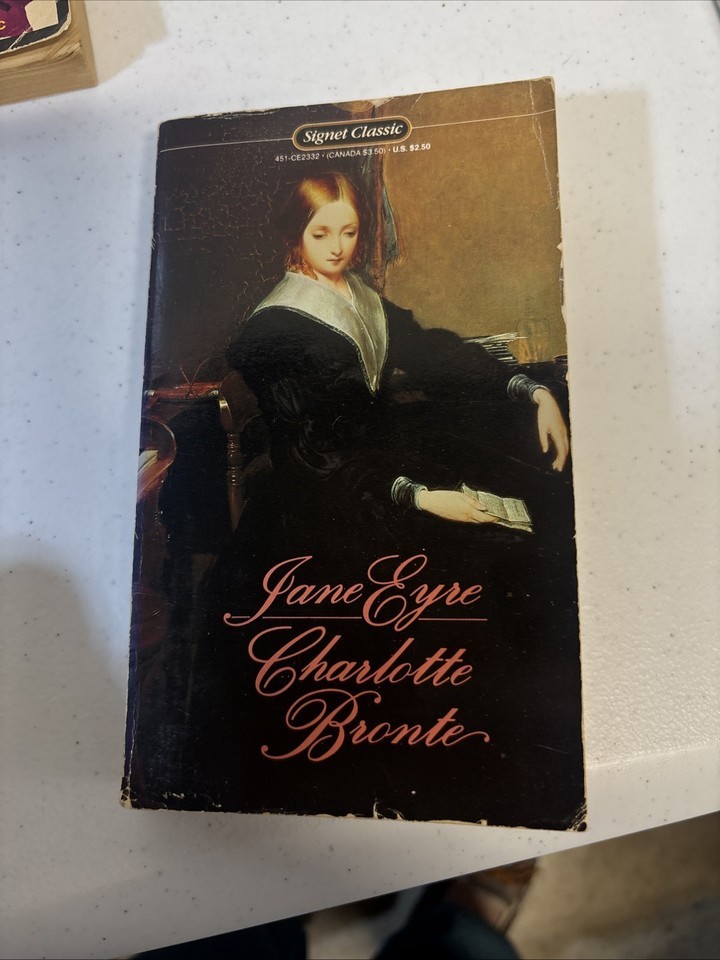 C
Signet Classic
451-CE2332 • (CANADA $3.50) • U.S. $2.50
Jane Eyre
Charlotte
Bronte